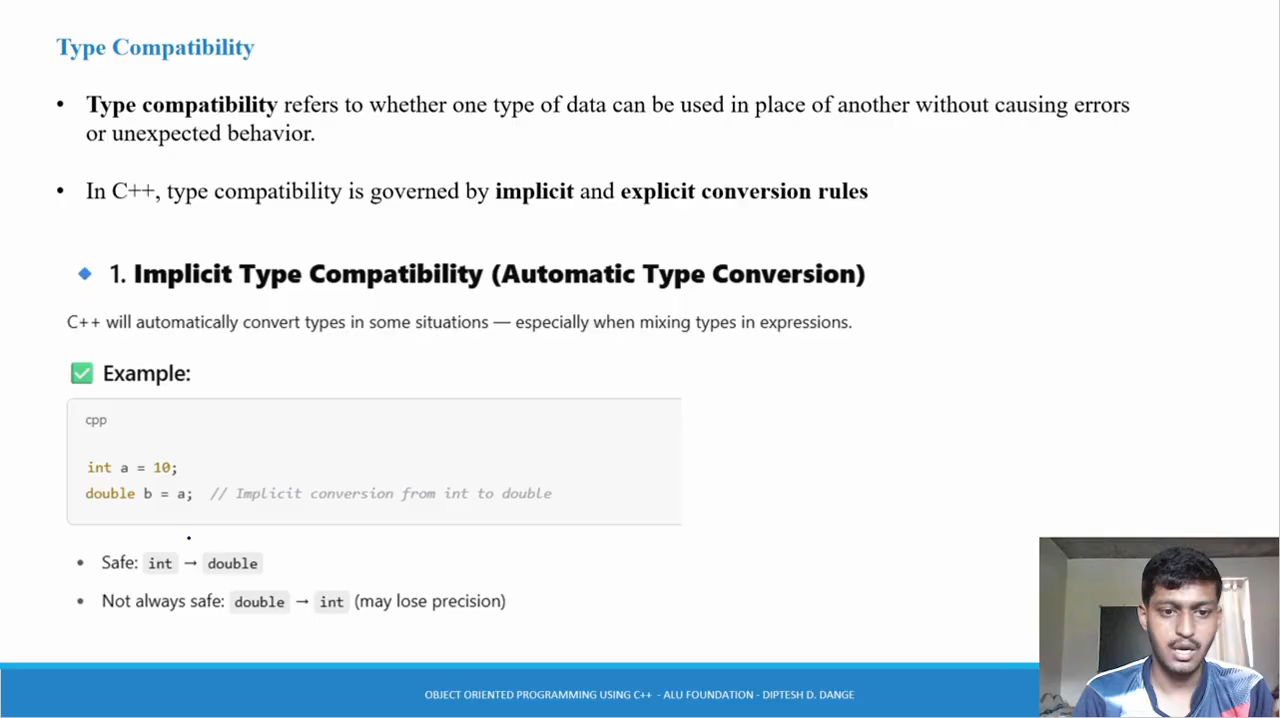 Type Compatibility
• Type compatibility refers to whether one type of data can be used in place of another without causing errors
or unexpected behavior.
• In C++, type compatibility is governed by implicit and explicit conversion rules
1. Implicit Type Compatibility (Automatic Type Conversion)
C++ will automatically convert types in some situations — especially when mixing types in expressions.
✅ Example:
cpp
int a = 10;
double b = a;  // Implicit conversion from int to double
• Safe: int → double
• Not always safe: double → int (may lose precision)
OBJECT ORIENTED PROGRAMMING USING C++ - ALU FOUNDATION - DIPTESH D. DANGE